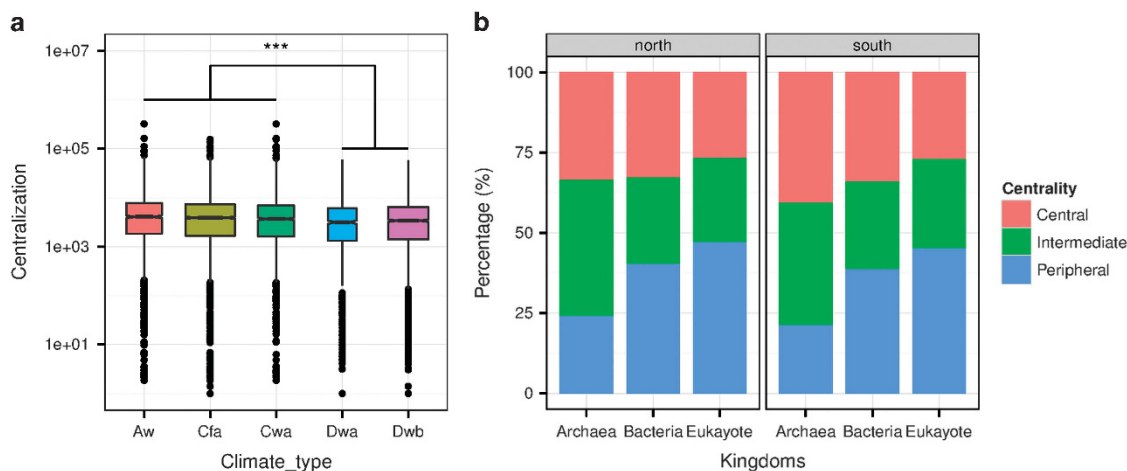 a
1e+07
1e+05
1e+03
1e+01
Centralization
***
Aw Cfa Cwa Dwa Dwb
Climate_type
b
north south
100
75
50
25
0
Percentage (%)
Archaea Bacteria Eukayote Archaea Bacteria Eukayote
Kingdoms
Centrality
Central
Intermediate
Peripheral